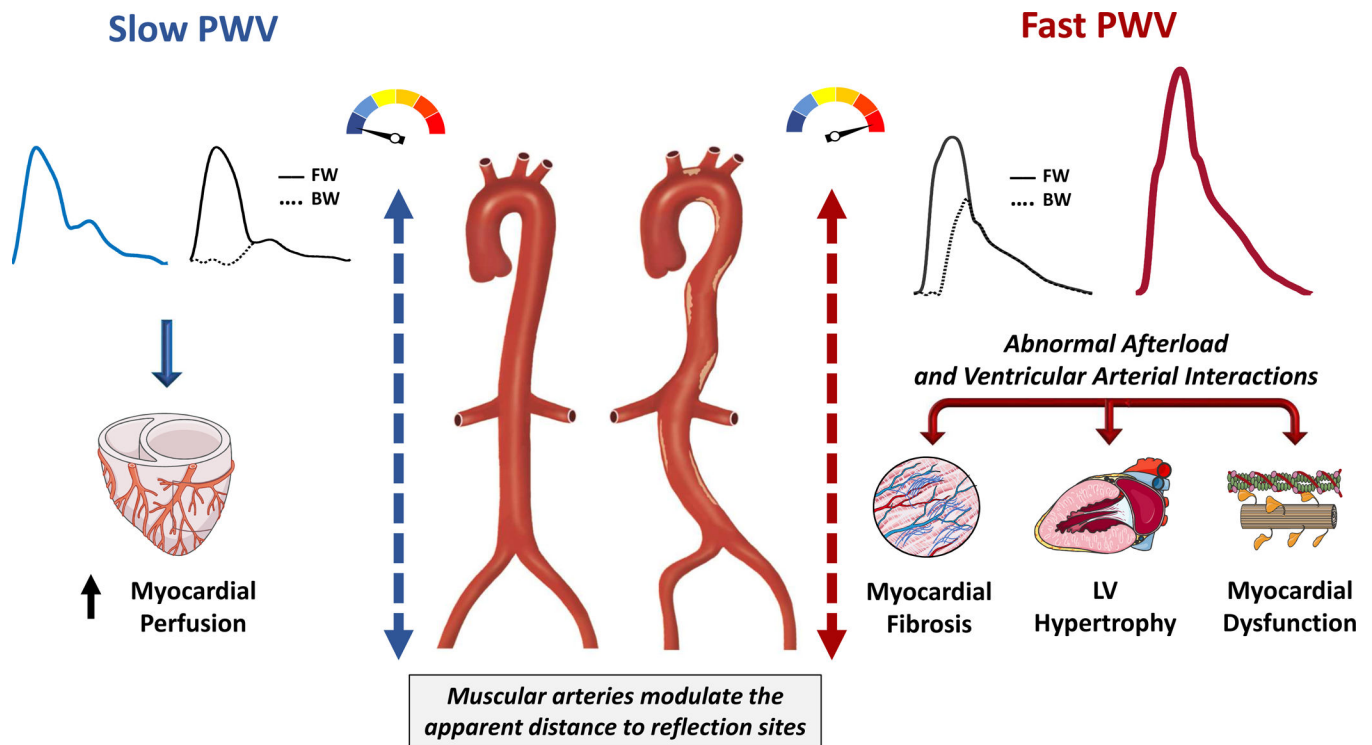 Slow PWV
Fast PWV
FW
BW
FW
BW
Abnormal Afterload
and Ventricular Arterial Interactions
Myocardial
Perfusion
Myocardial
Fibrosis
LV
Hypertrophy
Myocardial
Dysfunction
Muscular arteries modulate the
apparent distance to reflection sites